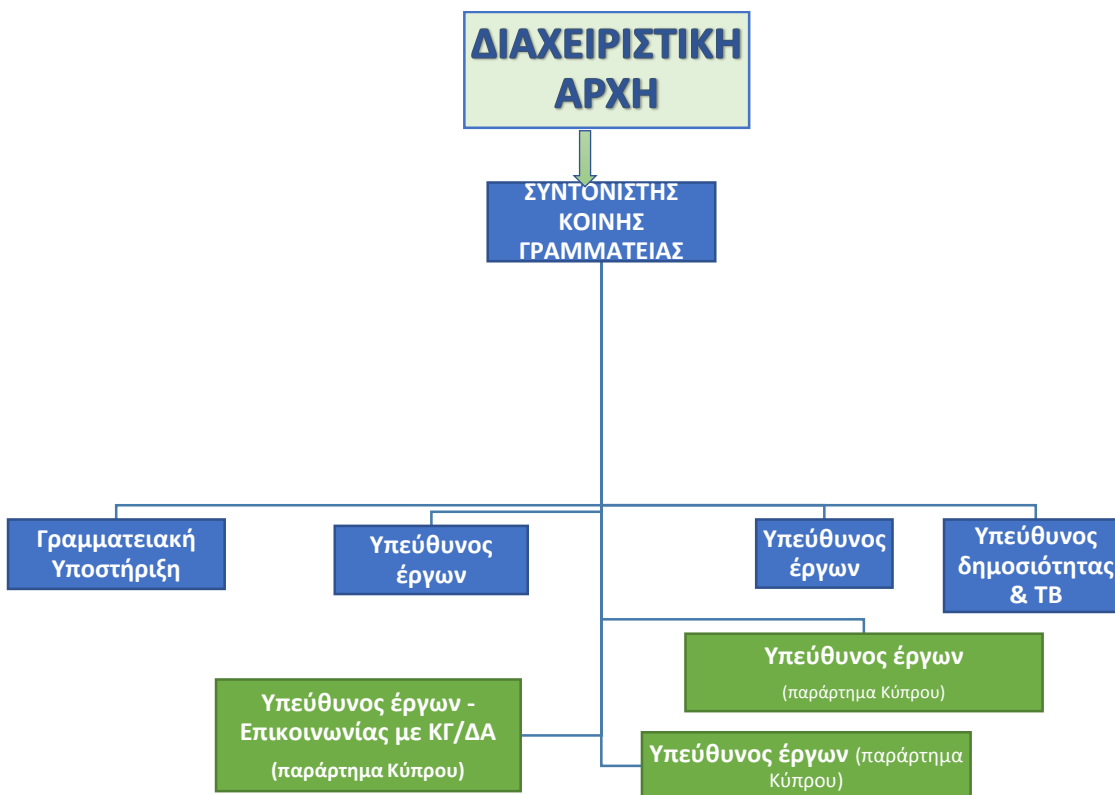 ΔΙΑΧΕΙΡΙΣΤΙΚΗ
ΑΡΧΗ
ΣΥΝΤΟΝΙΣΤΗΣ
ΚΟΙΝΗΣ
ΓΡΑΜΜΑΤΕΙΑΣ
Γραμματειακή
Υποστήριξη
Υπεύθυνος
έργων
Υπεύθυνος
έργων
Υπεύθυνος
δημοσιότητας
& ΤΒ
Υπεύθυνος έργων
(παράρτημα Κύπρου)
Υπεύθυνος έργων -
Επικοινωνίας με ΚΓ/ΔΑ
(παράρτημα Κύπρου)
Υπεύθυνος έργων (παράρτημα
Κύπρου)